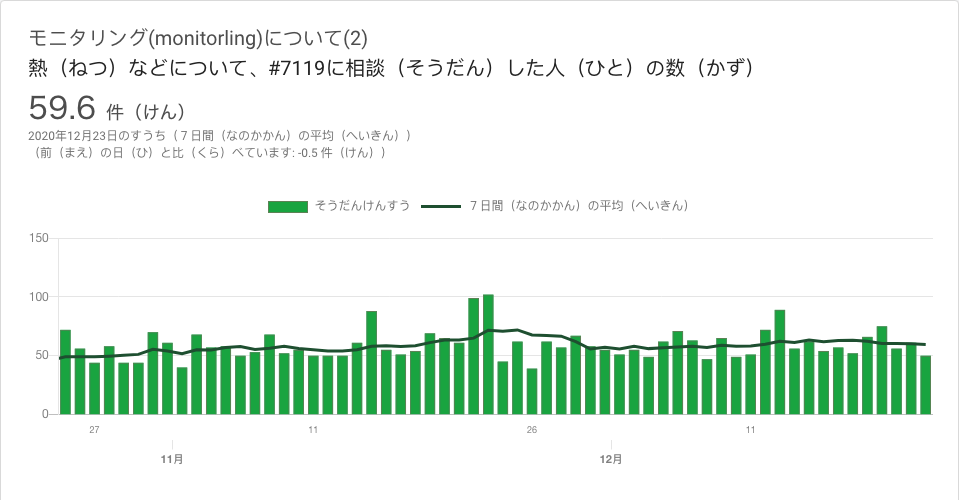 モニタリング(monitorling)について(2)
熱（ねつ）などについて、#7119に相談（そうだん）した人（ひと）の数（かず）
59.6 件（けん）
2020年12月23日のすうち（７日間（なのかかん）の平均（へいきん））
（前（まえ）の日（ひ）と比（くら）べています: -0.5 件（けん））
そうだんけんすう ７日間（なのかかん）の平均（へいきん）
150
100
50
0
27 11 26 11
11月 12月